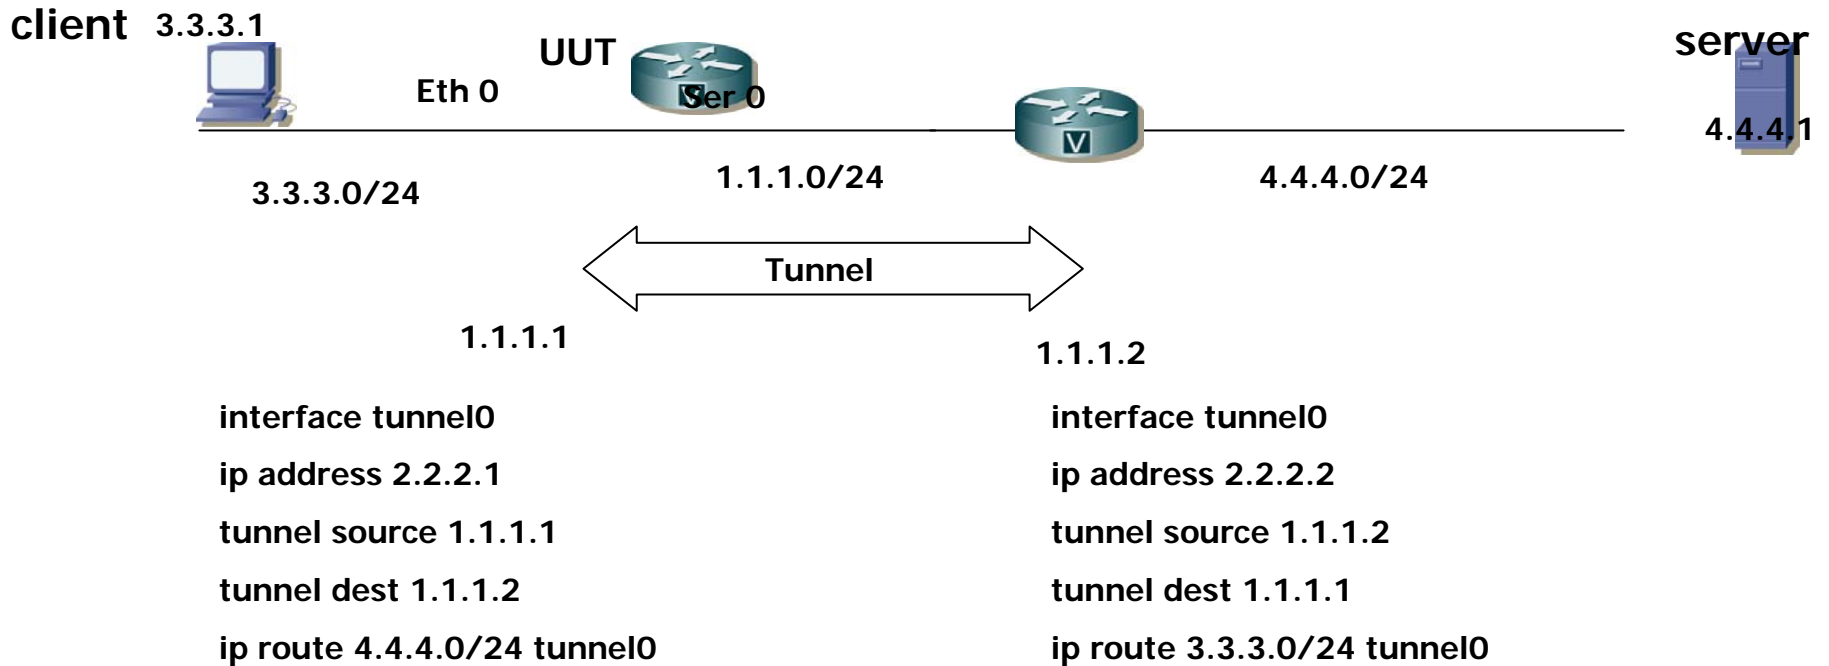 client 3.3.3.1
UUT
server
Eth 0
Ser 0
V
V
4.4.4.1
3.3.3.0/24
1.1.1.0/24
4.4.4.0/24
Tunnel
1.1.1.1
1.1.1.2
interface tunnel0
ip address 2.2.2.1
tunnel source 1.1.1.1
tunnel dest 1.1.1.2
ip route 4.4.4.0/24 tunnel0
interface tunnel0
ip address 2.2.2.2
tunnel source 1.1.1.2
tunnel dest 1.1.1.1
ip route 3.3.3.0/24 tunnel0